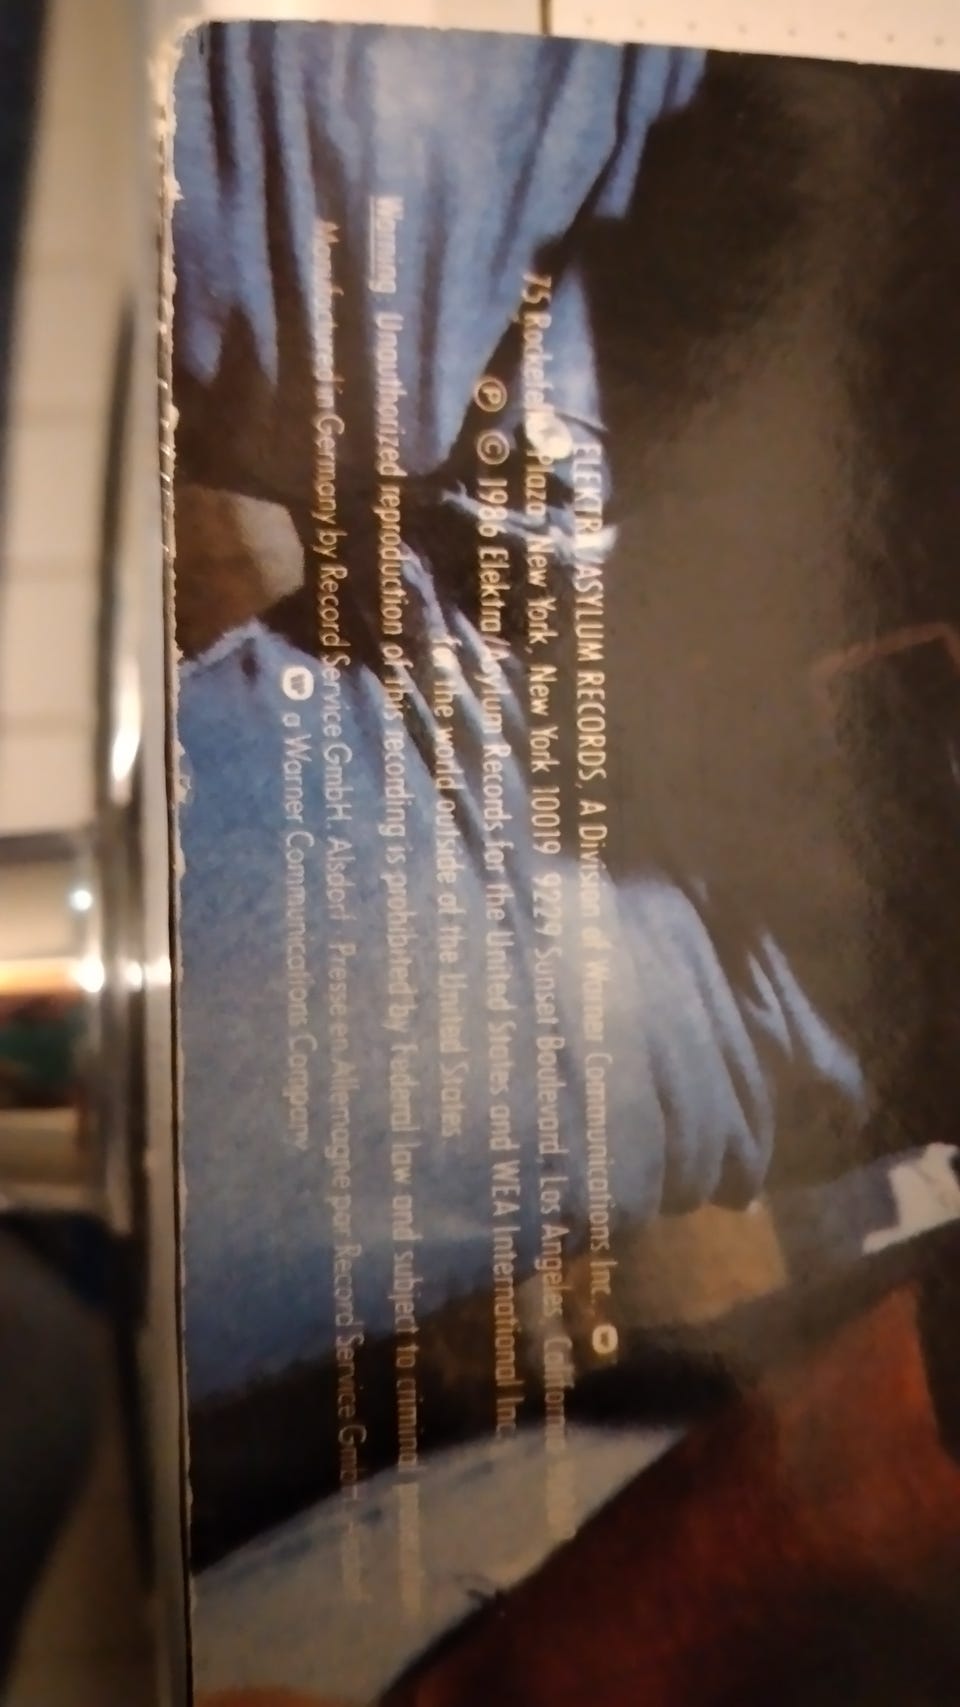 ELEKTRA/ASYLUM RECORDS, A Division of Warner Communications Inc.
75 Rockefeller Plaza, New York, New York 10019 9229 Sunset Boulevard, Los Angeles, California
Ⓟ © 1986 Elektra/Asylum Records for the United States and WEA International Inc.
for the world outside of the United States.
Warning: Unauthorized reproduction of this recording is prohibited by Federal law and subject to criminal
Manufactured in Germany by Record Service GmbH, Alsdorf. Presse en Allemagne par Record Service GmbH
a Warner Communications Company